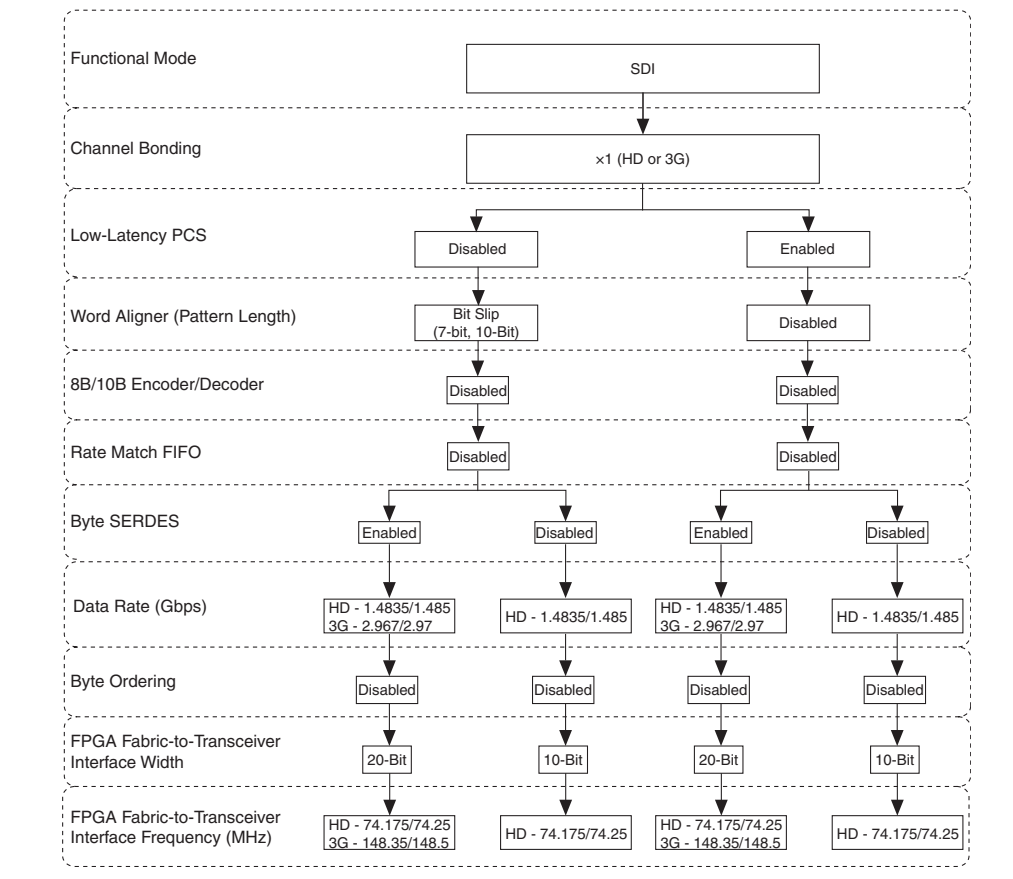 Functional Mode
SDI
Channel Bonding
×1 (HD or 3G)
Low-Latency PCS
Disabled
Enabled
Word Aligner (Pattern Length)
Bit Slip
(7-bit, 10-Bit)
Disabled
8B/10B Encoder/Decoder
Disabled
Disabled
Rate Match FIFO
Disabled
Disabled
Byte SERDES
Enabled
Disabled
Enabled
Disabled
Data Rate (Gbps)
HD - 1.4835/1.485
3G - 2.967/2.97
HD - 1.4835/1.485
HD - 1.4835/1.485
3G - 2.967/2.97
HD - 1.4835/1.485
Byte Ordering
Disabled
Disabled
Disabled
Disabled
FPGA Fabric-to-Transceiver
Interface Width
20-Bit
10-Bit
20-Bit
10-Bit
FPGA Fabric-to-Transceiver
Interface Frequency (MHz)
HD - 74.175/74.25
3G - 148.35/148.5
HD - 74.175/74.25
HD - 74.175/74.25
3G - 148.35/148.5
HD - 74.175/74.25